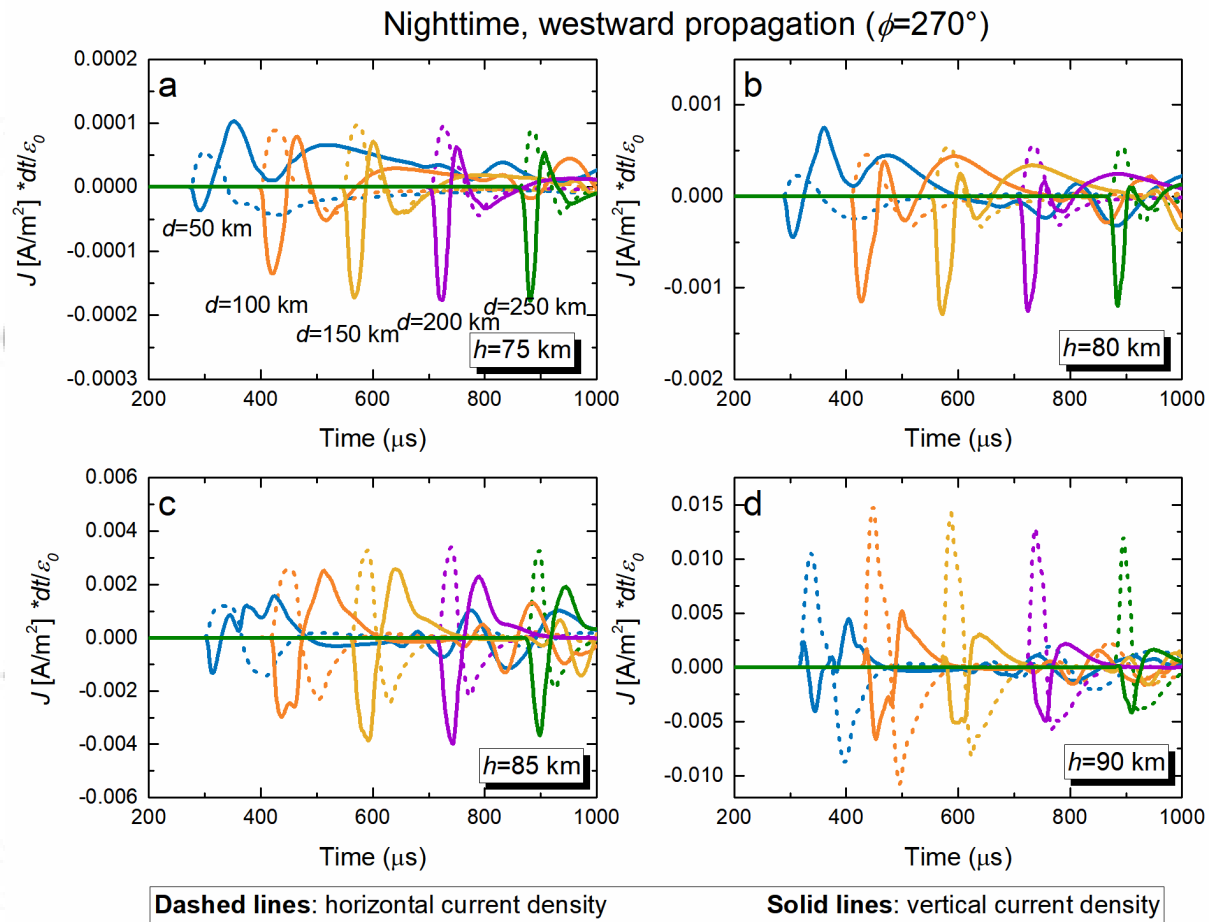 Nighttime, westward propagation (ϕ=270°)
a
0.0002
0.0001
0.0000
-0.0001
-0.0002
-0.0003
J [A/m²] *dt/ε₀
d=50 km
d=100 km
d=150 km
d=200 km
d=250 km
h=75 km
200 400 600 800 1000
Time (μs)
b
0.001
0.000
-0.001
-0.002
J [A/m²] *dt/ε₀
h=80 km
200 400 600 800 1000
Time (μs)
c
0.006
0.004
0.002
0.000
-0.002
-0.004
-0.006
J [A/m²] *dt/ε₀
h=85 km
200 400 600 800 1000
Time (μs)
d
0.015
0.010
0.005
0.000
-0.005
-0.010
J [A/m²] *dt/ε₀
h=90 km
200 400 600 800 1000
Time (μs)
Dashed lines: horizontal current density Solid lines: vertical current density